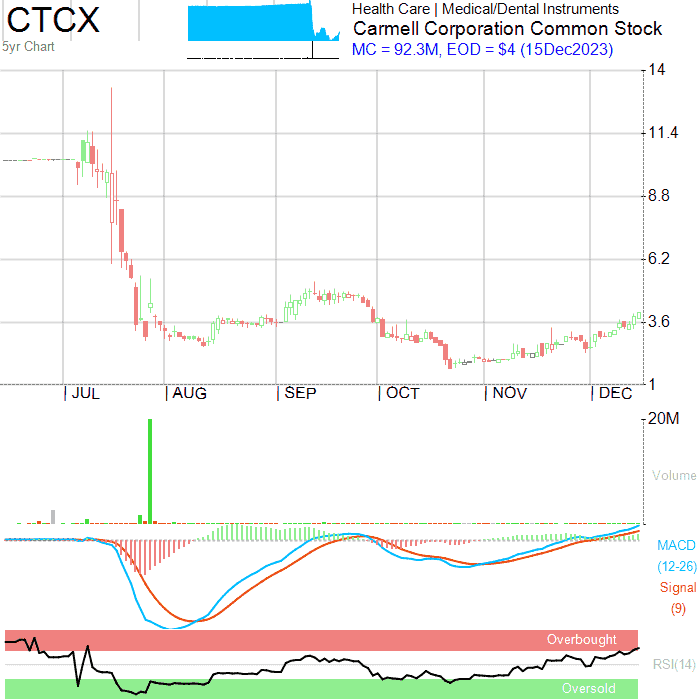 CTCX
5yr Chart
Health Care | Medical/Dental Instruments
Carmell Corporation Common Stock
MC = 92.3M, EOD = $4 (15Dec2023)
14
11.4
8.8
6.2
3.6
1
| JUL | AUG | SEP | OCT | NOV | DEC
20M
Volume
MACD
(12-26)
Signal
(9)
Overbought
RSI(14)
Oversold